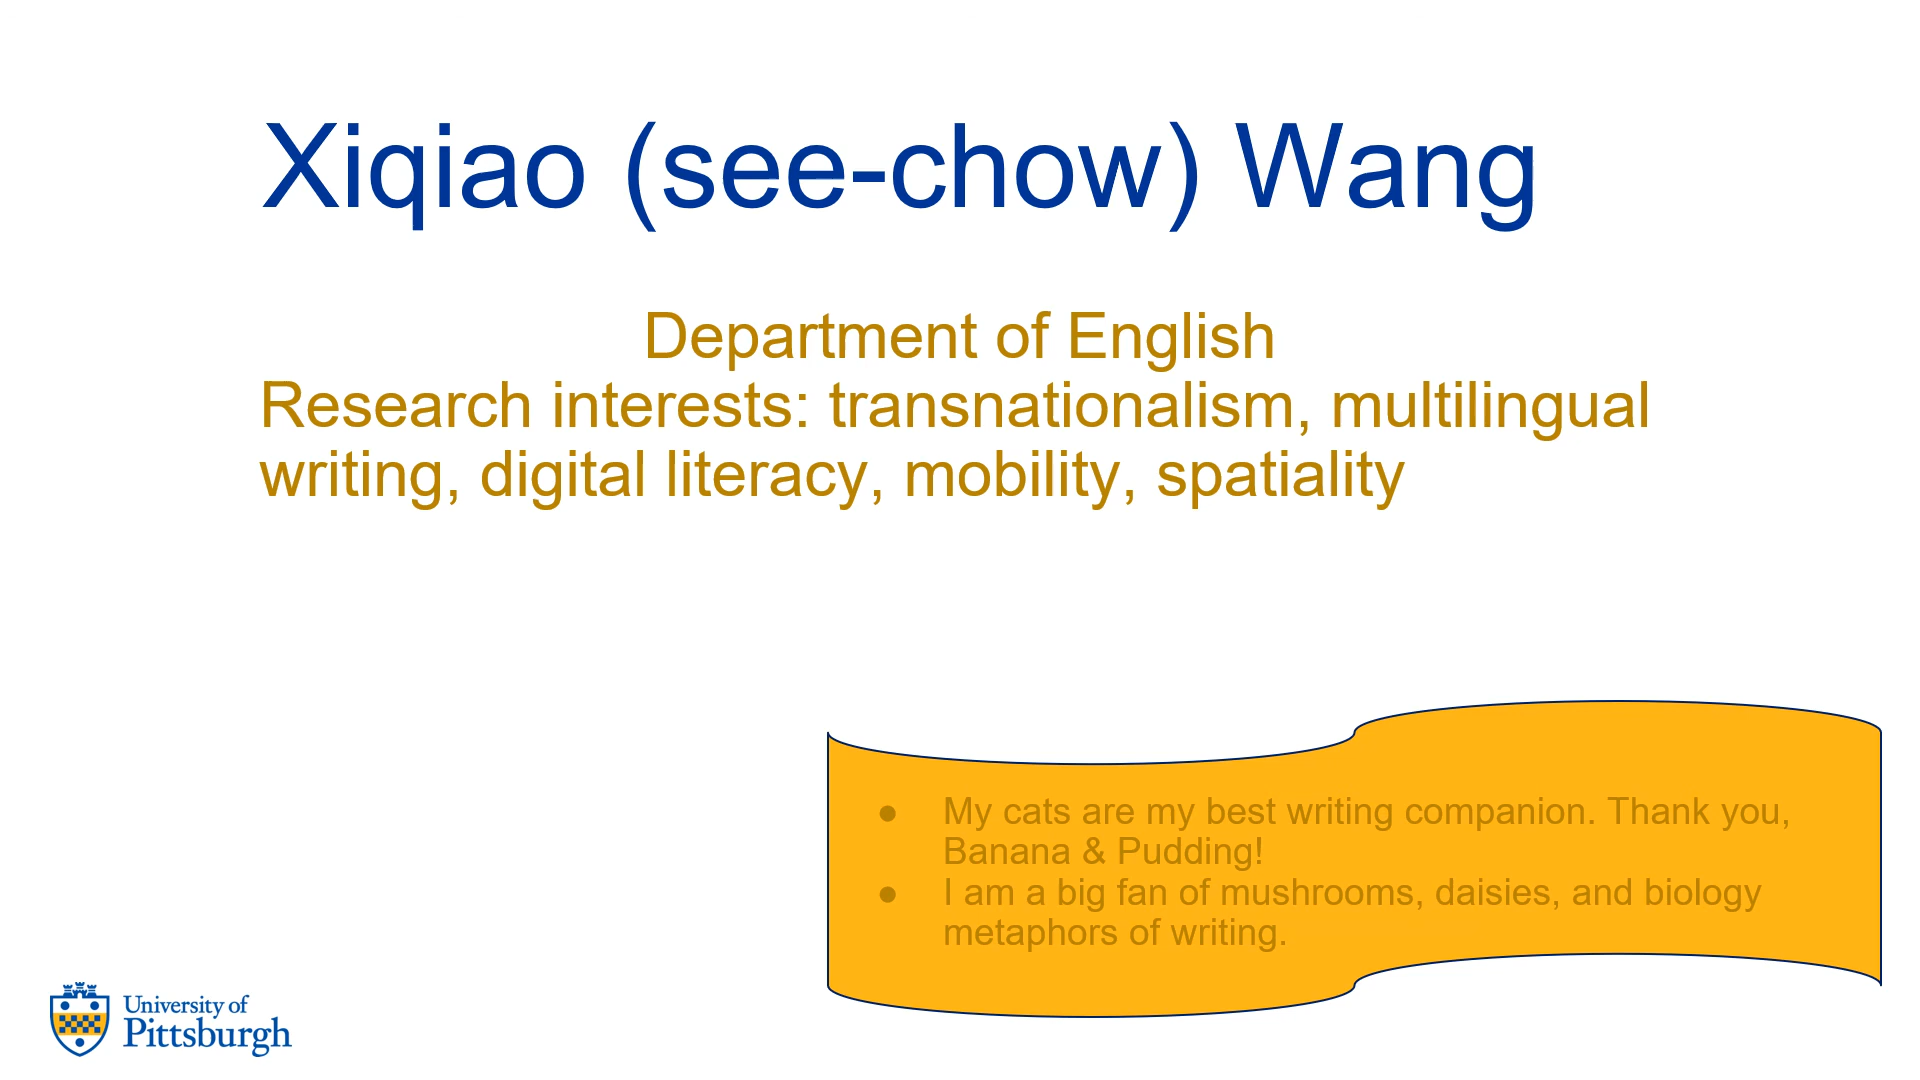 Xiqiao (see-chow) Wang
Department of English
Research interests: transnationalism, multilingual
writing, digital literacy, mobility, spatiality
● My cats are my best writing companion. Thank you,
Banana & Pudding!
● I am a big fan of mushrooms, daisies, and biology
metaphors of writing.
University of
Pittsburgh